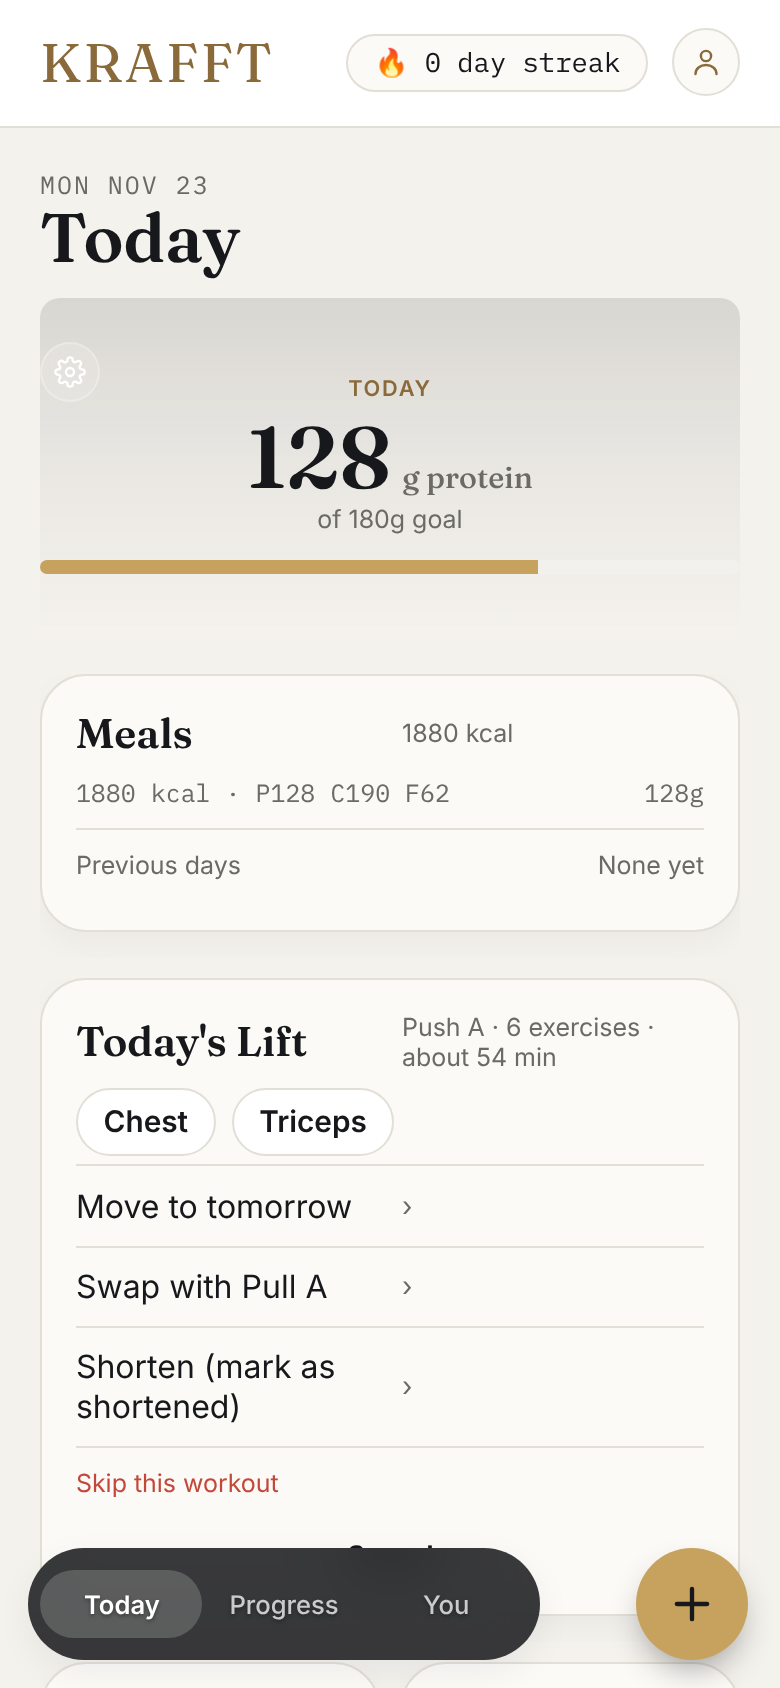 KRAFFT
🔥 0 day streak
MON NOV 23
Today
TODAY
128 g protein
of 180g goal
Meals
1880 kcal
1880 kcal · P128 C190 F62
128g
Previous days
None yet
Today's Lift
Push A · 6 exercises ·
about 54 min
Chest
Triceps
Move to tomorrow ›
Swap with Pull A ›
Shorten (mark as
shortened) ›
Skip this workout
Today
Progress
You
+